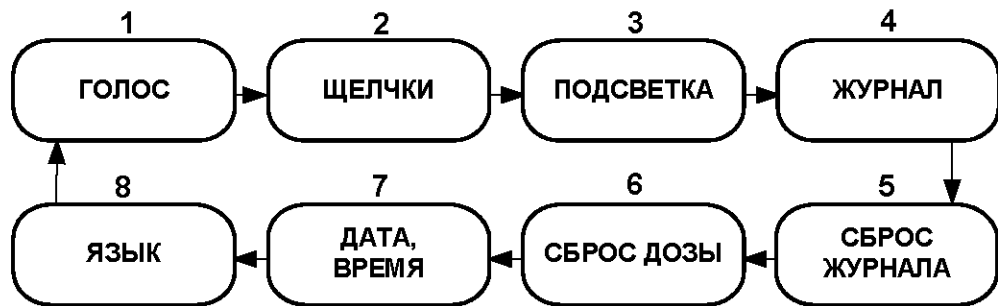 1 2 3 4
ГОЛОС ЩЕЛЧКИ ПОДСВЕТКА ЖУРНАЛ
8 7 6 5
ЯЗЫК ДАТА, ВРЕМЯ СБРОС ДОЗЫ СБРОС ЖУРНАЛА